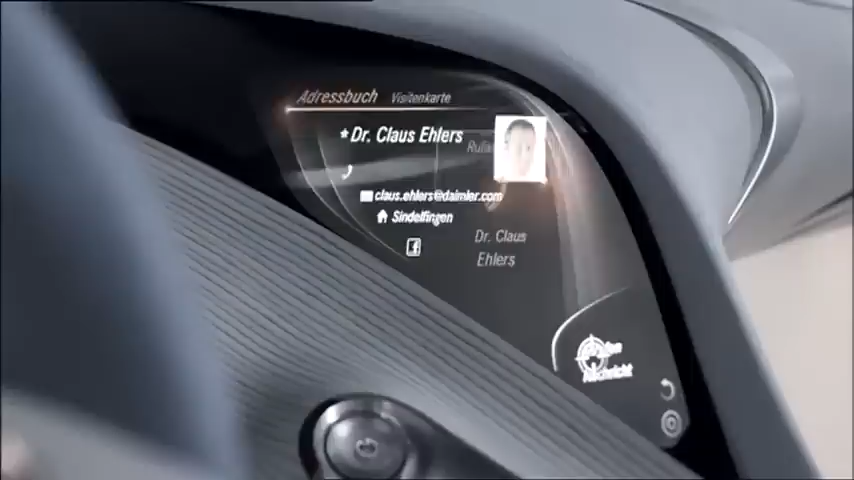 Adressbuch Visitenkarte
*Dr. Claus Ehlers
claus.ehlers@daimler.com
Sindelfingen
Dr. Claus
Ehlers
Nachricht